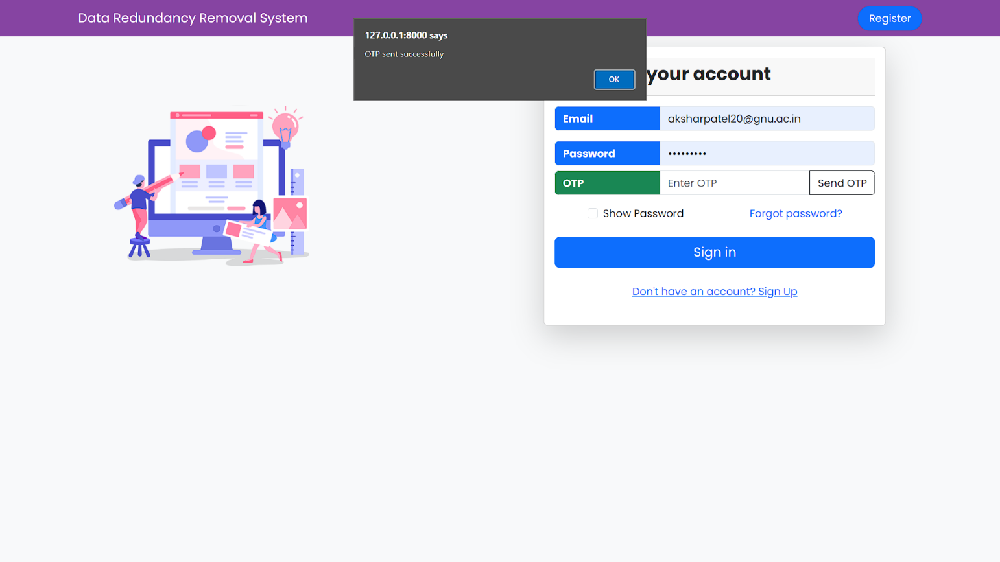 Data Redundancy Removal System
Register
127.0.0.1:8000 says
OTP sent successfully
OK
your account
Email
aksharpatel20@gnu.ac.in
Password
•••••••••
OTP
Enter OTP
Send OTP
Show Password
Forgot password?
Sign in
Don't have an account? Sign Up